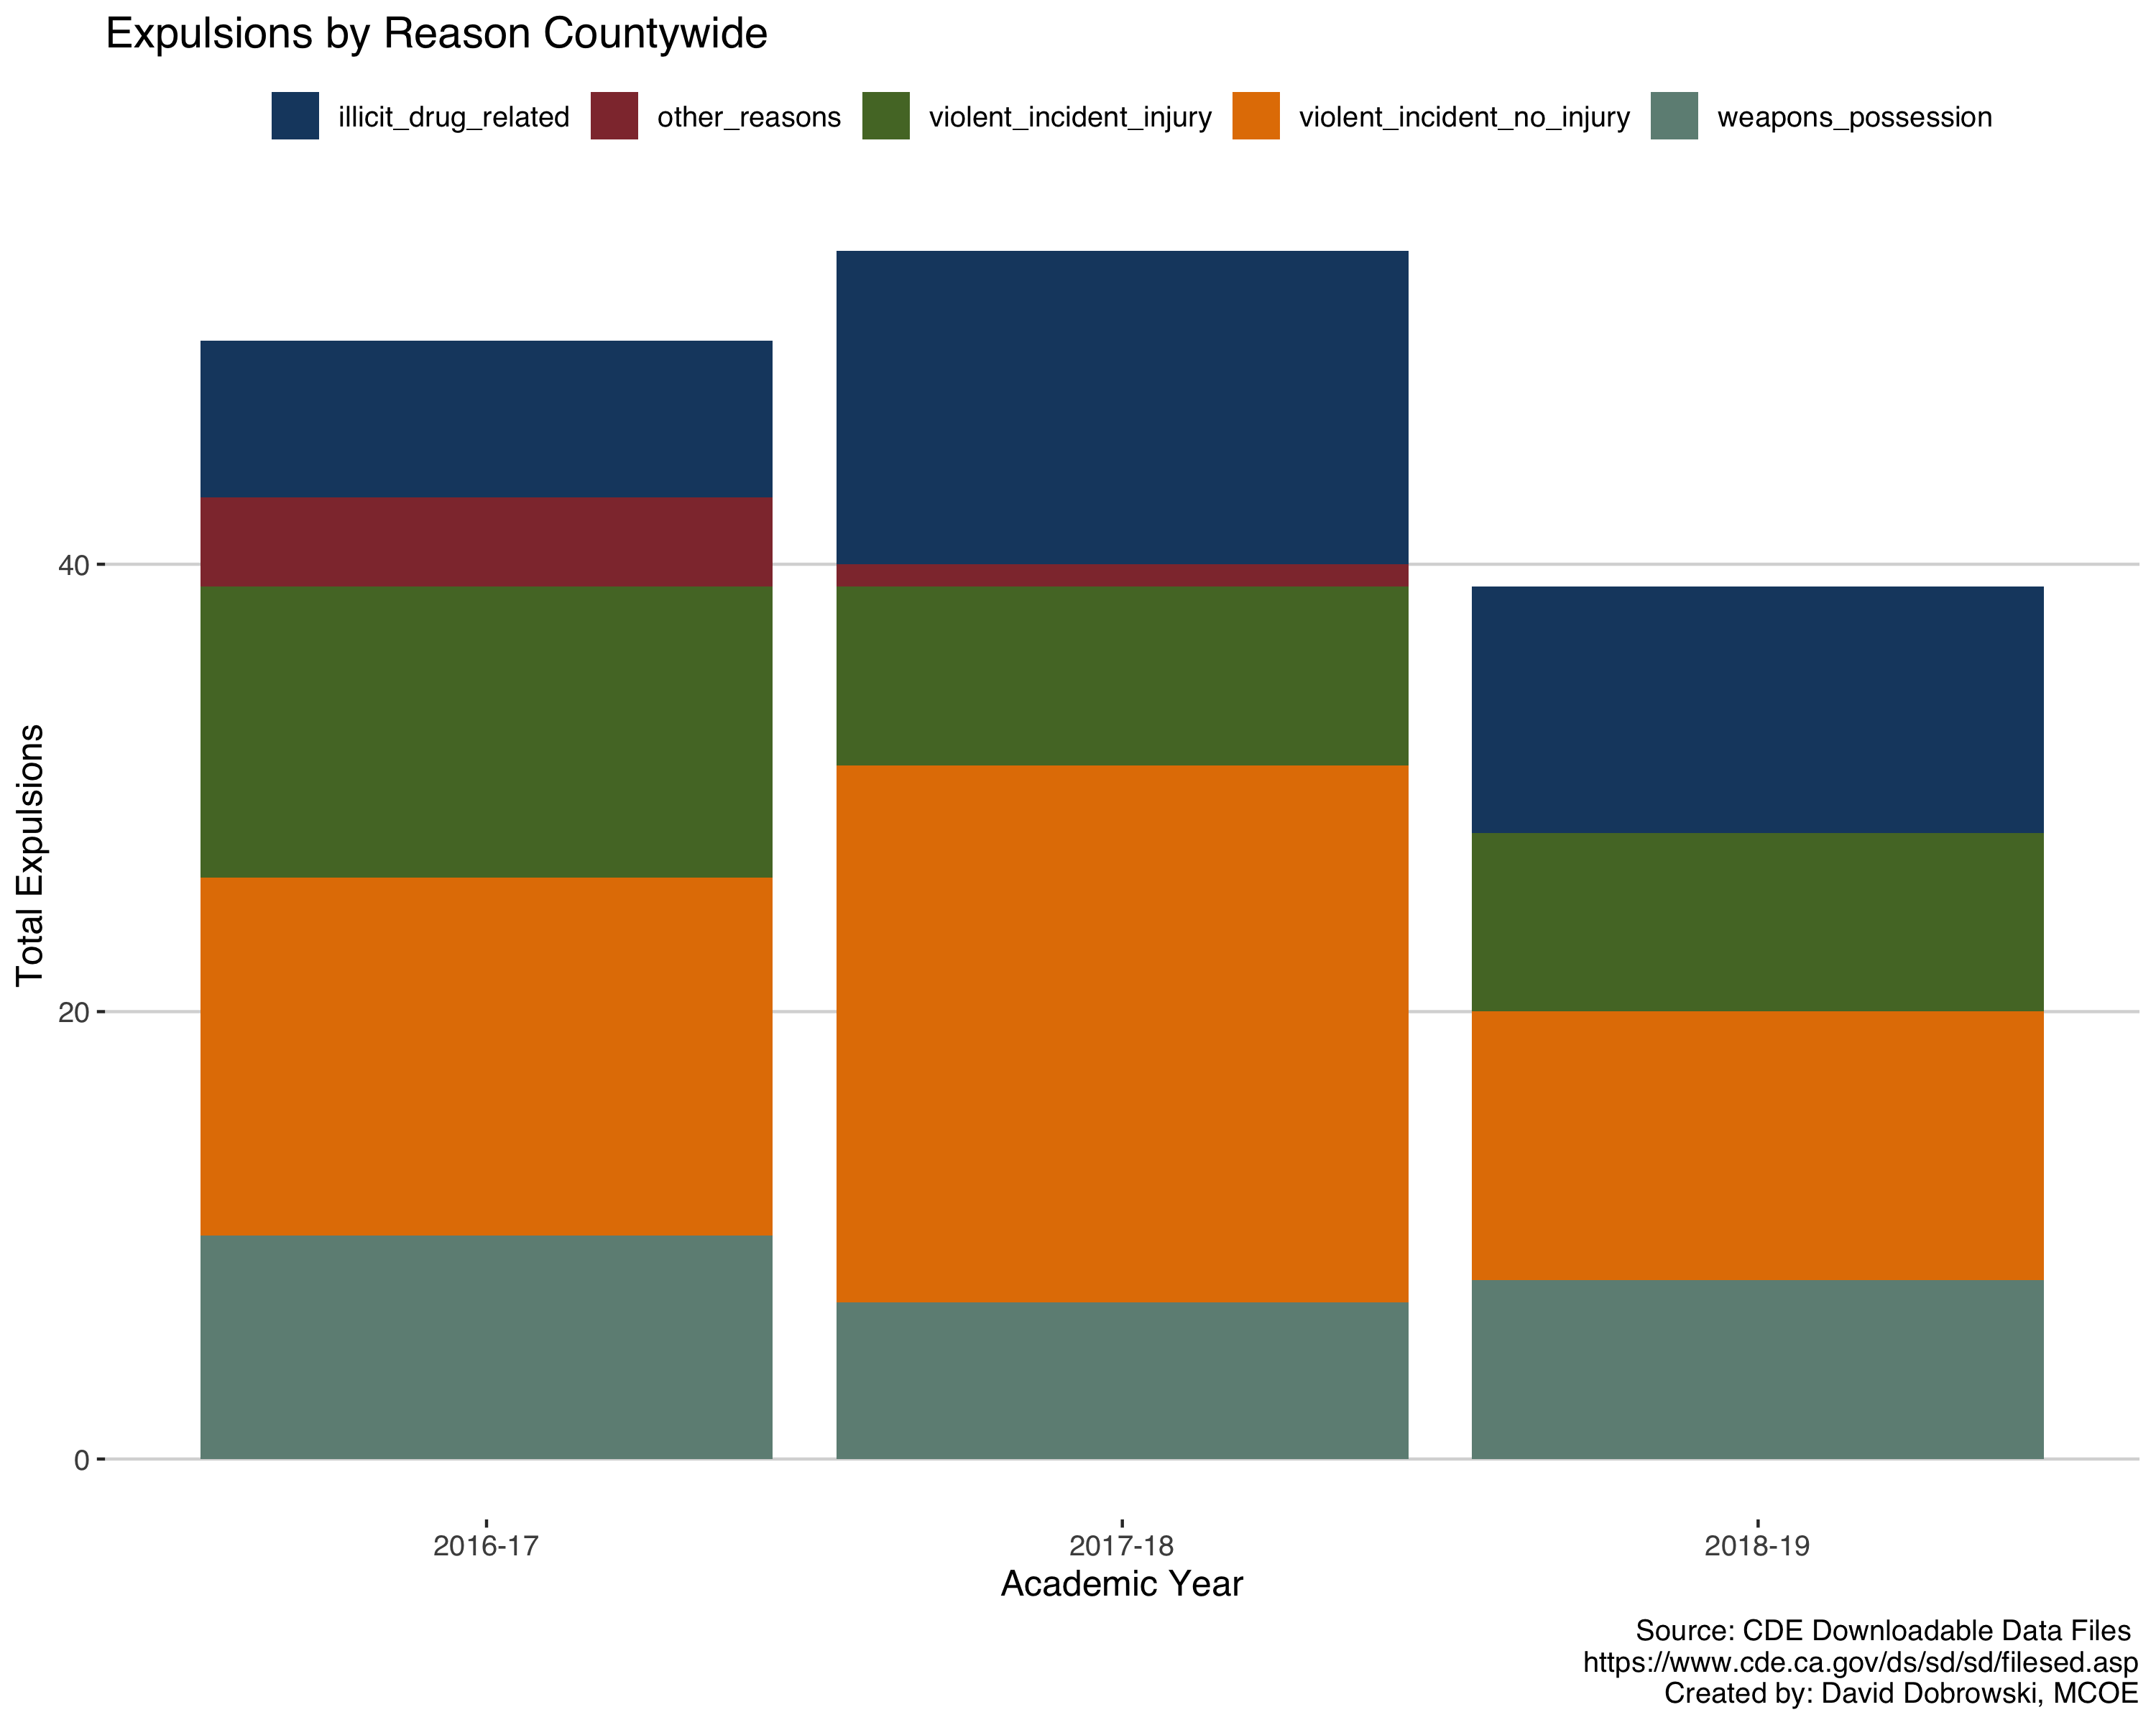 Expulsions by Reason Countywide
illicit_drug_related other_reasons violent_incident_injury violent_incident_no_injury weapons_possession
Total Expulsions
40
20
0
2016-17 2017-18 2018-19
Academic Year
Source: CDE Downloadable Data Files
https://www.cde.ca.gov/ds/sd/sd/filesed.asp
Created by: David Dobrowski, MCOE